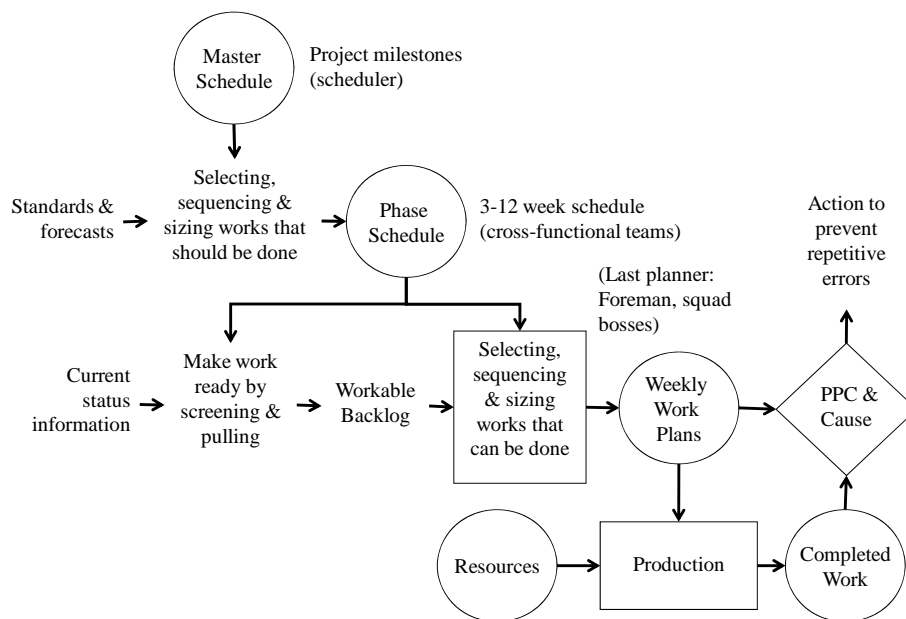 Master
Schedule
Project milestones
(scheduler)
Standards &
forecasts
Selecting,
sequencing &
sizing works that
should be done
Phase
Schedule
3-12 week schedule
(cross-functional teams)
Action to
prevent
repetitive
errors
(Last planner:
Foreman, squad
bosses)
Current
status
information
Make work
ready by
screening &
pulling
Workable
Backlog
Selecting,
sequencing
& sizing
works that
can be done
Weekly
Work
Plans
PPC &
Cause
Resources
Production
Completed
Work